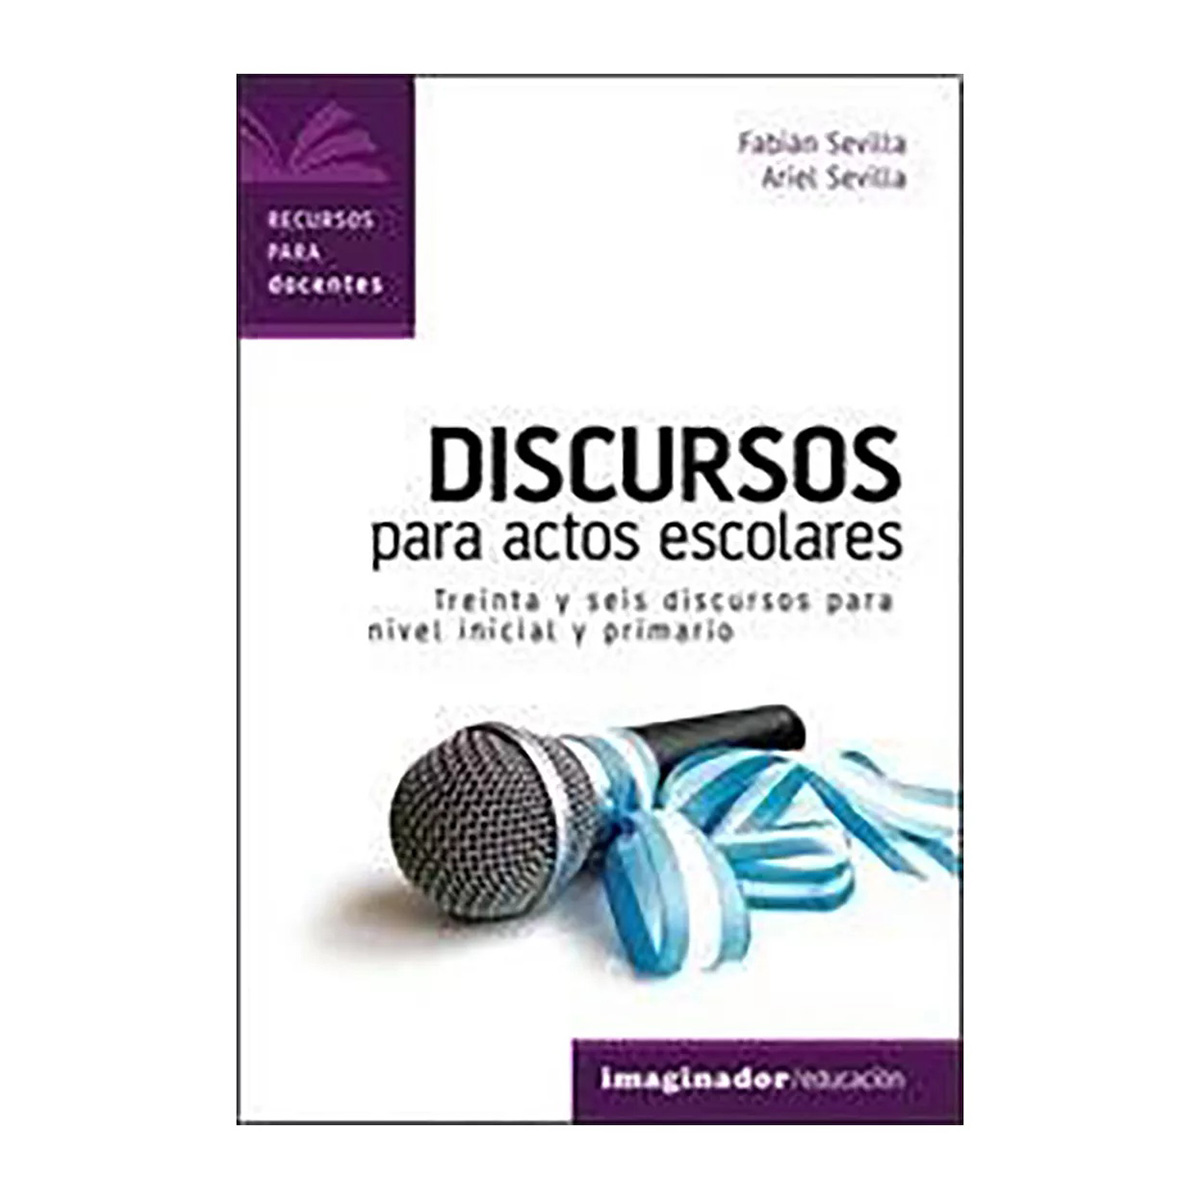 Fabián Sevilla
Ariel Sevilla
RECURSOS
PARA
docentes
DISCURSOS
para actos escolares
Treinta y seis discursos para
nivel inicial y primario
imaginador/educación